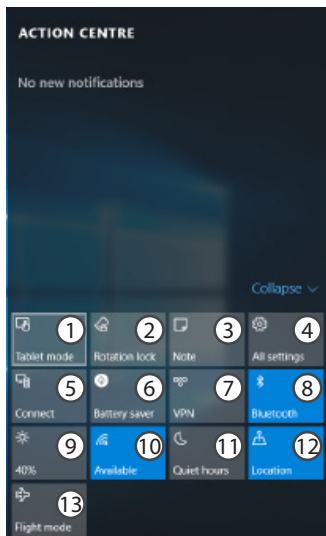 ACTION CENTRE
No new notifications
Collapse
1 2 3 4
Tablet mode Rotation lock Note All settings
5 6 7 8
Connect Battery saver VPN Bluetooth
9 10 11 12
40% Available Quiet hours Location
13
Flight mode